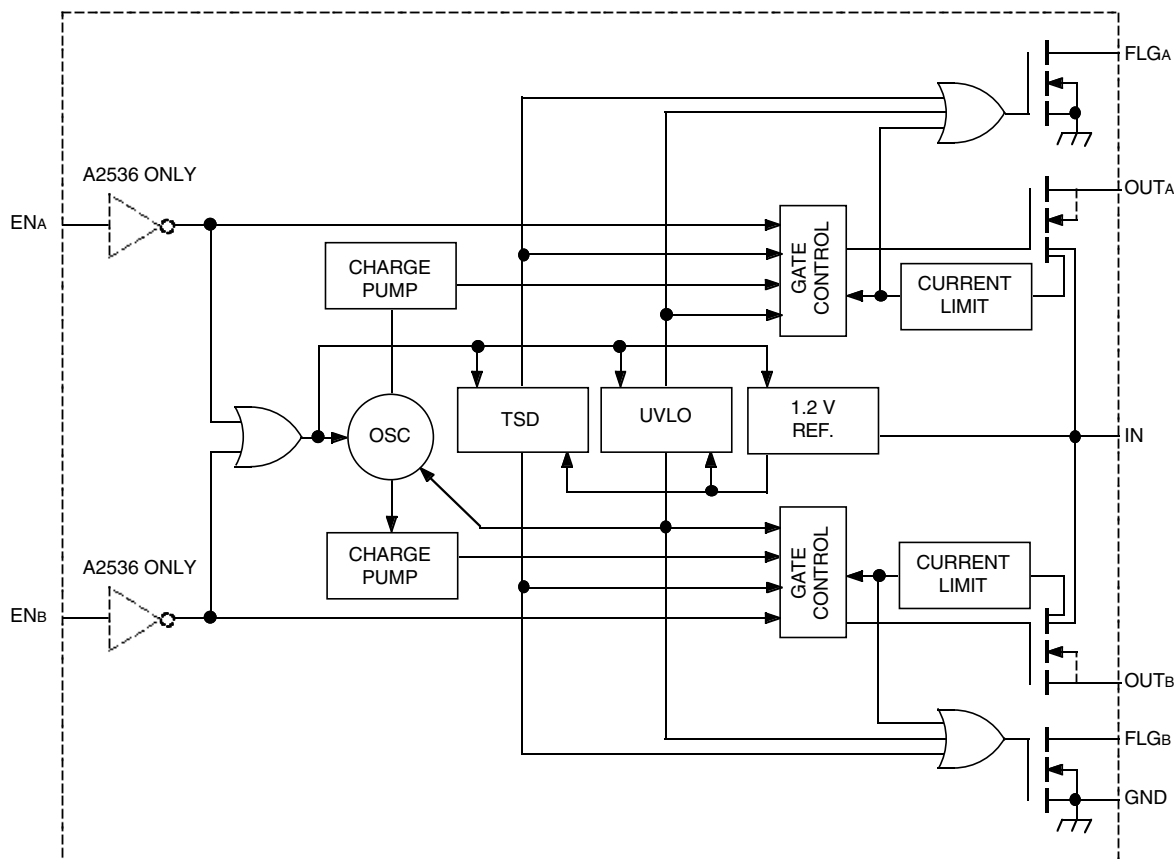 FLGA
A2536 ONLY
OUTA
ENA
CHARGE
PUMP
GATE
CONTROL
CURRENT
LIMIT
OSC
TSD
UVLO
1.2 V
REF.
IN
A2536 ONLY
CHARGE
PUMP
GATE
CONTROL
CURRENT
LIMIT
ENB
OUTB
FLGB
GND